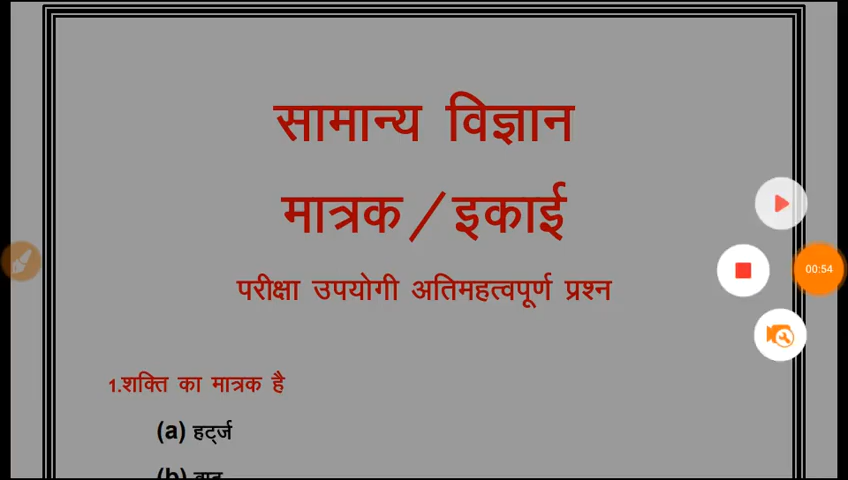 सामान्य विज्ञान
मात्रक/इकाई
परीक्षा उपयोगी अतिमहत्वपूर्ण प्रश्न
00:54
1.शक्ति का मात्रक है
(a) हर्ट्ज
(b) वाट